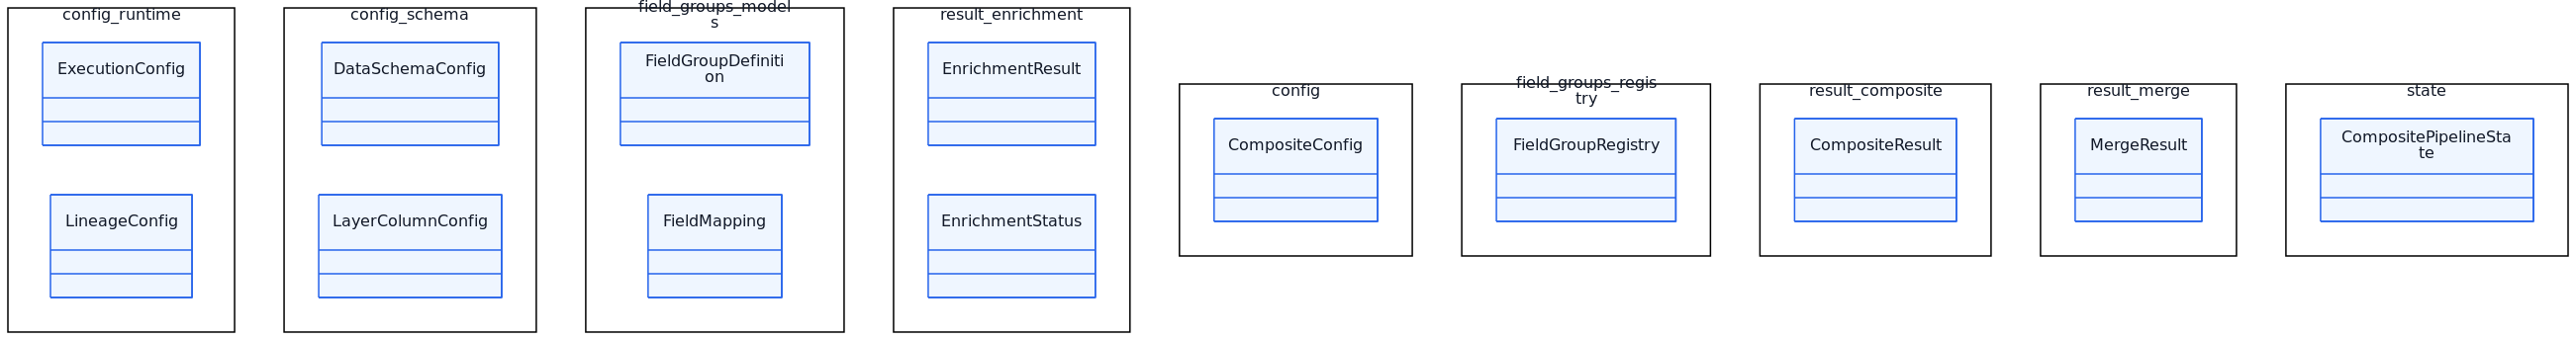 config_runtime
ExecutionConfig
LineageConfig
config_schema
DataSchemaConfig
LayerColumnConfig
field_groups_model
s
FieldGroupDefiniti
on
FieldMapping
result_enrichment
EnrichmentResult
EnrichmentStatus
config
CompositeConfig
field_groups_regis
try
FieldGroupRegistry
result_composite
CompositeResult
result_merge
MergeResult
state
CompositePipelineSta
te